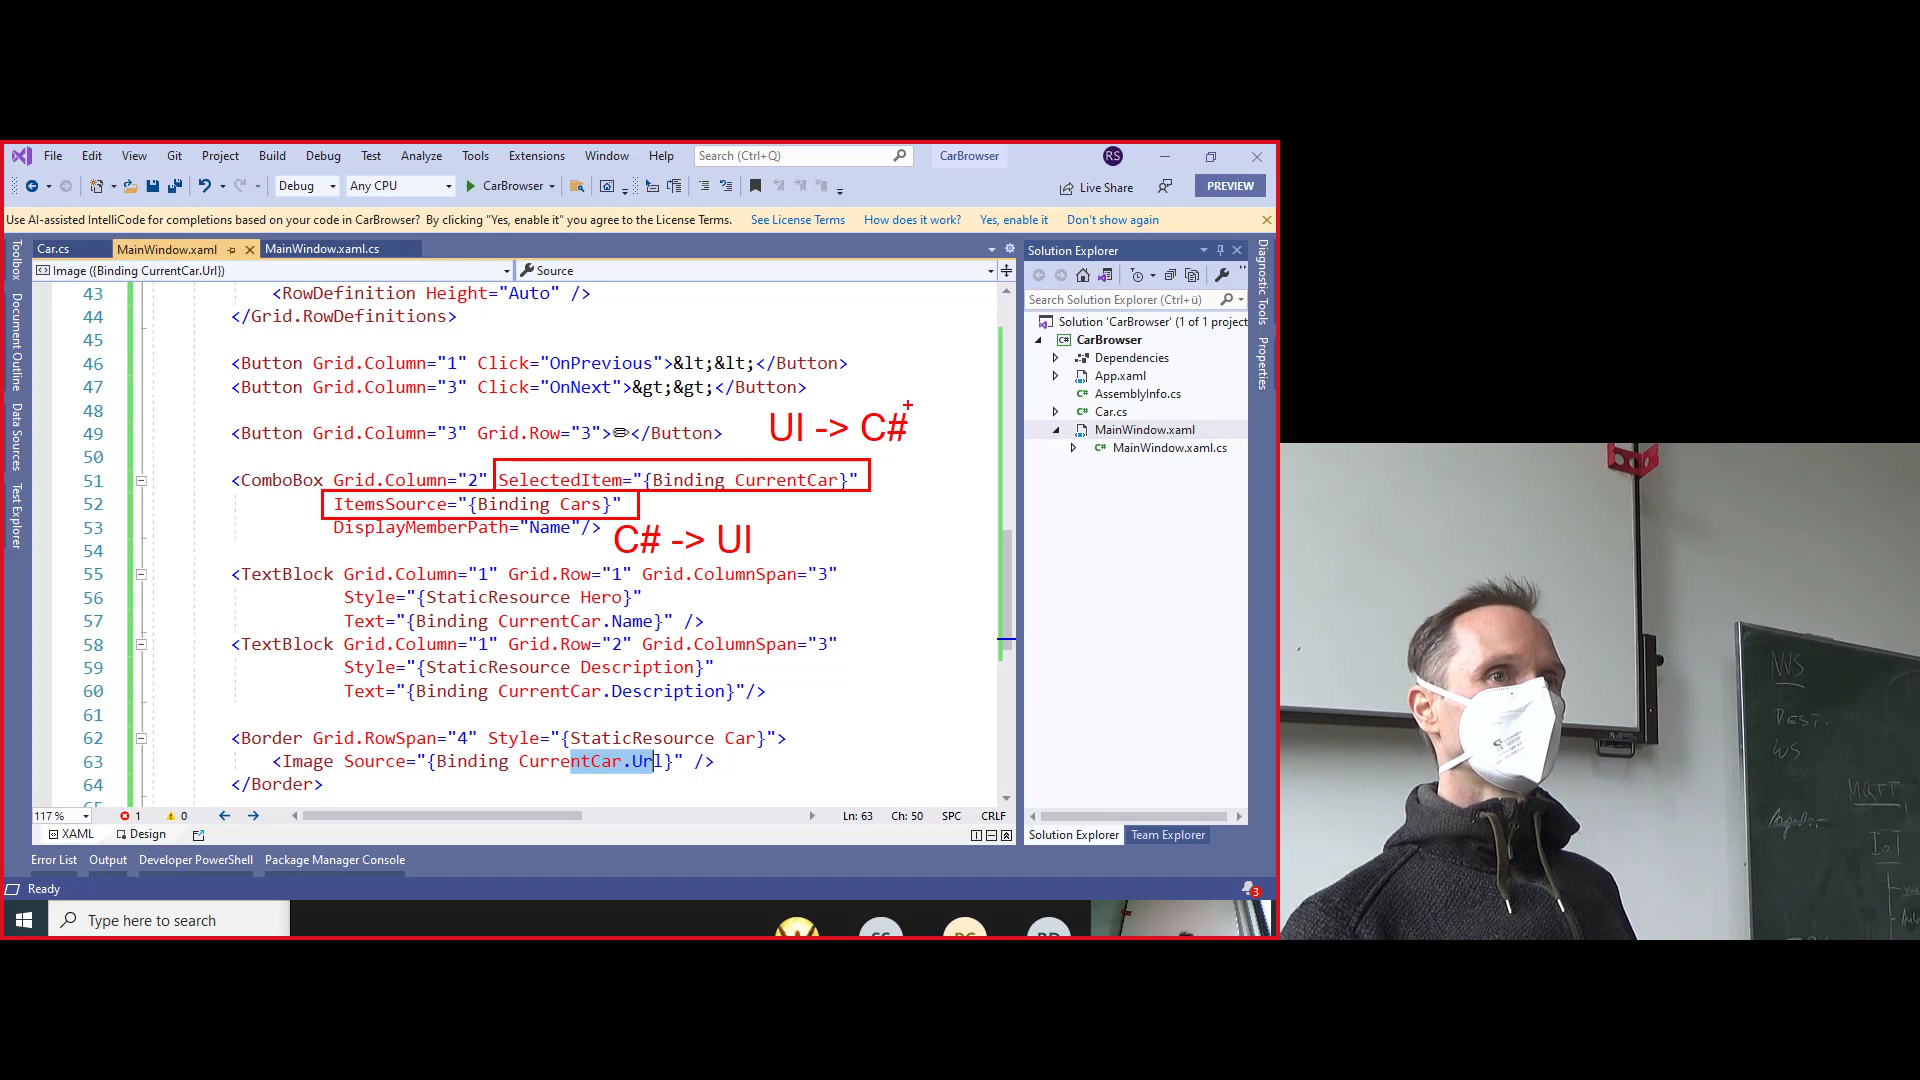 File Edit View Git Project Build Debug Test Analyze Tools Extensions Window Help Search (Ctrl+Q) CarBrowser RS
Debug Any CPU CarBrowser Live Share PREVIEW
Use AI-assisted IntelliCode for completions based on your code in CarBrowser? By clicking "Yes, enable it" you agree to the License Terms. See License Terms How does it work? Yes, enable it Don't show again
Toolbox
Document Outline
Data Sources
Test Explorer
Car.cs MainWindow.xaml MainWindow.xaml.cs
Image ({Binding CurrentCar.Url}) Source
43 <RowDefinition Height="Auto" />
44 </Grid.RowDefinitions>
45
46 <Button Grid.Column="1" Click="OnPrevious">&lt;&lt;</Button>
47 <Button Grid.Column="3" Click="OnNext">&gt;&gt;</Button>
48
UI -> C#
49 <Button Grid.Column="3" Grid.Row="3">✏</Button>
50
51 <ComboBox Grid.Column="2" SelectedItem="{Binding CurrentCar}"
52 ItemsSource="{Binding Cars}"
53 DisplayMemberPath="Name"/>
C# -> UI
54
55 <TextBlock Grid.Column="1" Grid.Row="1" Grid.ColumnSpan="3"
56 Style="{StaticResource Hero}"
57 Text="{Binding CurrentCar.Name}" />
58 <TextBlock Grid.Column="1" Grid.Row="2" Grid.ColumnSpan="3"
59 Style="{StaticResource Description}"
60 Text="{Binding CurrentCar.Description}"/>
61
62 <Border Grid.RowSpan="4" Style="{StaticResource Car}">
63 <Image Source="{Binding CurrentCar.Url}" />
64 </Border>
117 % 1 0 Ln: 63 Ch: 50 SPC CRLF
XAML Design
Solution Explorer
Search Solution Explorer (Ctrl+ü)
Solution 'CarBrowser' (1 of 1 project
CarBrowser
Dependencies
App.xaml
AssemblyInfo.cs
Car.cs
MainWindow.xaml
MainWindow.xaml.cs
Solution Explorer Team Explorer
Diagnostic Tools
Properties
Error List Output Developer PowerShell Package Manager Console
Ready 3
Type here to search
NVS
WS
MQTT
IoT